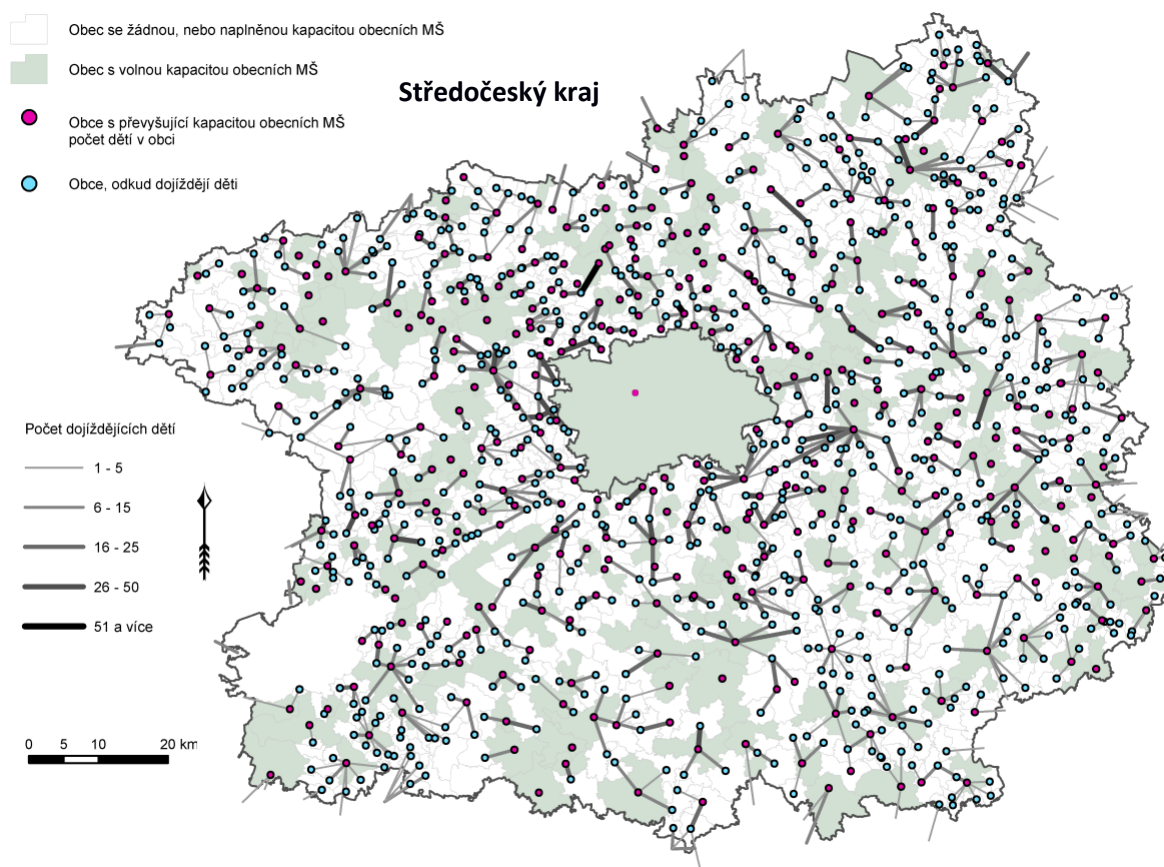 Obec se žádnou, nebo naplněnou kapacitou obecních MŠ
Obec s volnou kapacitou obecních MŠ
Středočeský kraj
Obce s převyšující kapacitou obecních MŠ
počet dětí v obci
Obce, odkud dojíždějí děti
Počet dojíždějících dětí
1 - 5
6 - 15
16 - 25
26 - 50
51 a více
0 5 10 20 km